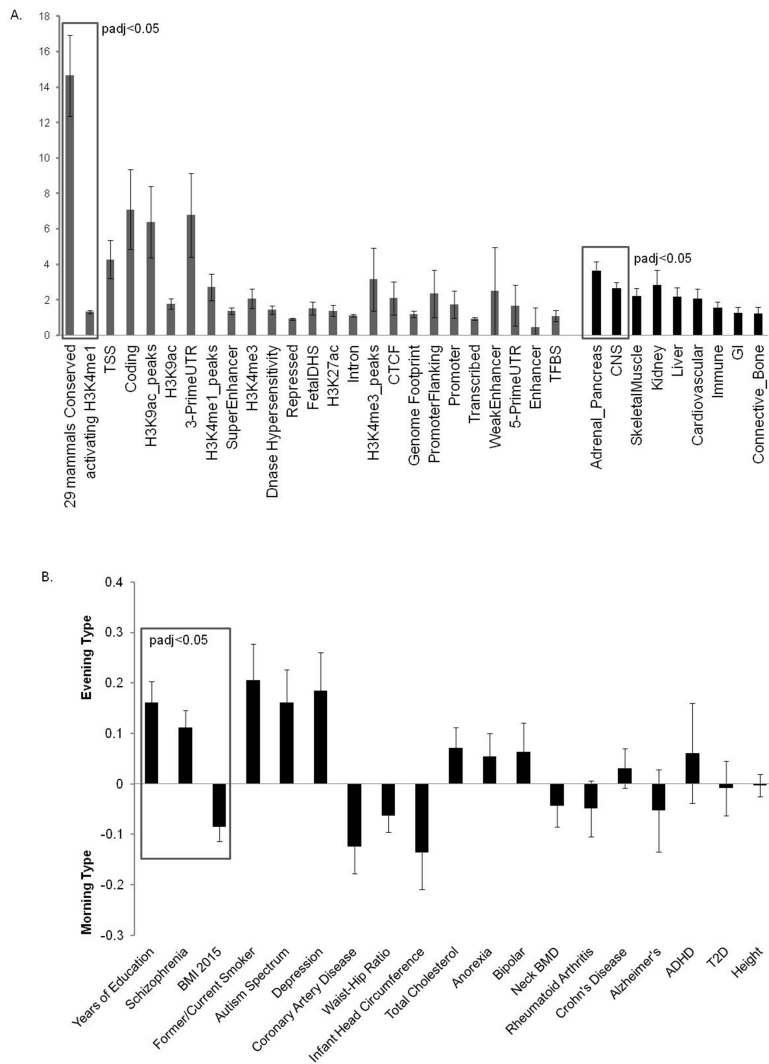 A.
18
16
14
12
10
8
6
4
2
0
padj<0.05
padj<0.05
29 mammals Conserved
activating H3K4me1
TSS
Coding
H3K9ac_peaks
H3K9ac
3-PrimeUTR
H3K4me1_peaks
SuperEnhancer
H3K4me3
Dnase Hypersensitivity
Repressed
FetalDHS
H3K27ac
Intron
H3K4me3_peaks
CTCF
Genome Footprint
PromoterFlanking
Promoter
Transcribed
WeakEnhancer
5-PrimeUTR
Enhancer
TFBS
Adrenal_Pancreas
CNS
SkeletalMuscle
Kidney
Liver
Cardiovascular
Immune
GI
Connective_Bone
B.
Evening Type
Morning Type
0.4
0.3
0.2
0.1
0
-0.1
-0.2
-0.3
padj<0.05
Years of Education
Schizophrenia
BMI 2015
Former/Current Smoker
Autism Spectrum
Depression
Coronary Artery Disease
Waist-Hip Ratio
Infant Head Circumference
Total Cholesterol
Anorexia
Bipolar
Neck BMD
Rheumatoid Arthritis
Crohn's Disease
Alzheimer's
ADHD
T2D
Height